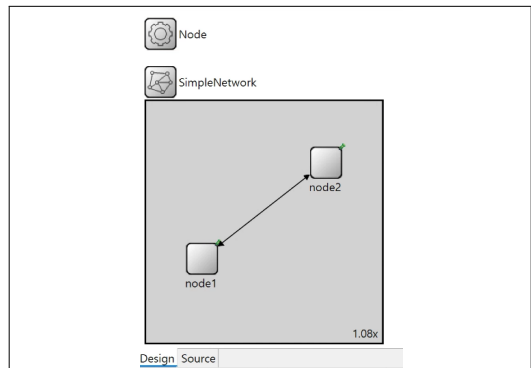 Node
SimpleNetwork
node2
node1
1.08x
Design Source